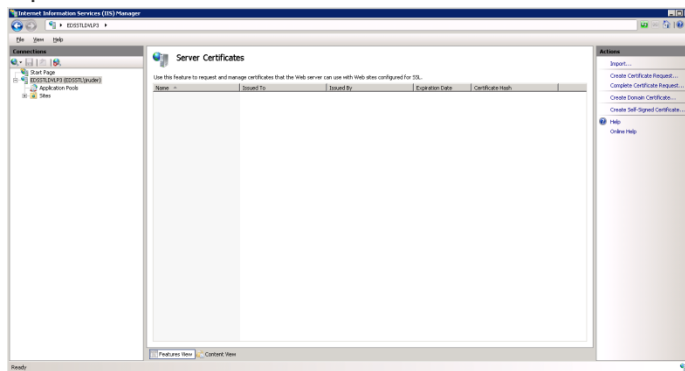 Internet Information Services (IIS) Manager
EDSSTLDVLP3
File View Help
Connections
Start Page
EDSSTLDVLP3 (EDSSTL\jruder)
Application Pools
Sites
Server Certificates
Use this feature to request and manage certificates that the Web server can use with Web sites configured for SSL.
Name Issued To Issued By Expiration Date Certificate Hash
Features View Content View
Actions
Import...
Create Certificate Request...
Complete Certificate Request...
Create Domain Certificate...
Create Self-Signed Certificate...
Help
Online Help
Ready